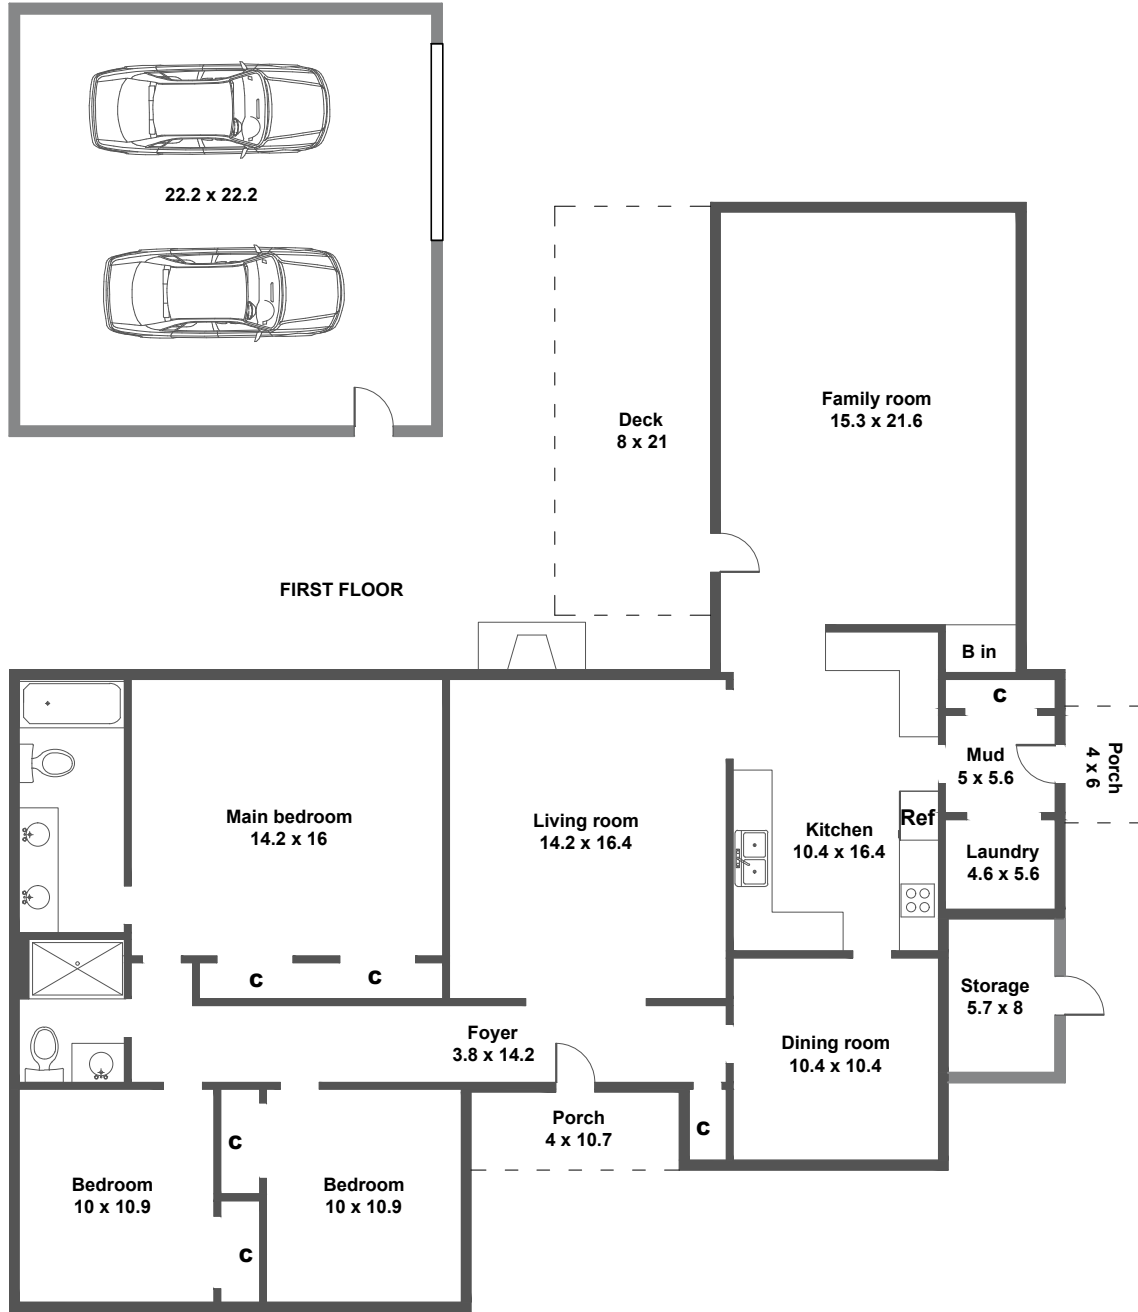 22.2 x 22.2
Family room
15.3 x 21.6
Deck
8 x 21
FIRST FLOOR
B in
C
Mud
5 x 5.6
Porch
4 x 6
Main bedroom
14.2 x 16
Living room
14.2 x 16.4
Kitchen
10.4 x 16.4
Ref
Laundry
4.6 x 5.6
C
C
Storage
5.7 x 8
Foyer
3.8 x 14.2
Dining room
10.4 x 10.4
Porch
4 x 10.7
C
C
Bedroom
10 x 10.9
Bedroom
10 x 10.9
C